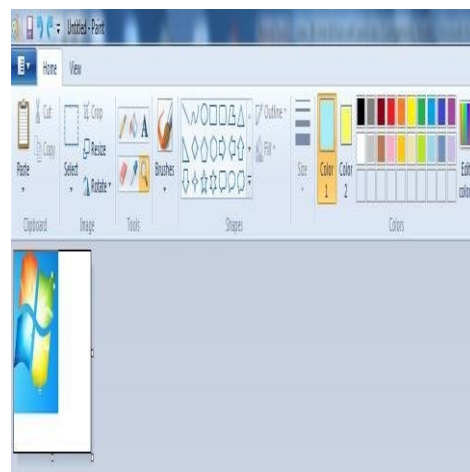 Untitled - Paint
Home View
Cut
Copy
Paste
Clipboard
Crop
Resize
Rotate
Select
Image
A
Tools
Brushes
Outline
Fill
Shapes
Size
Color 1
Color 2
Edit
Colors